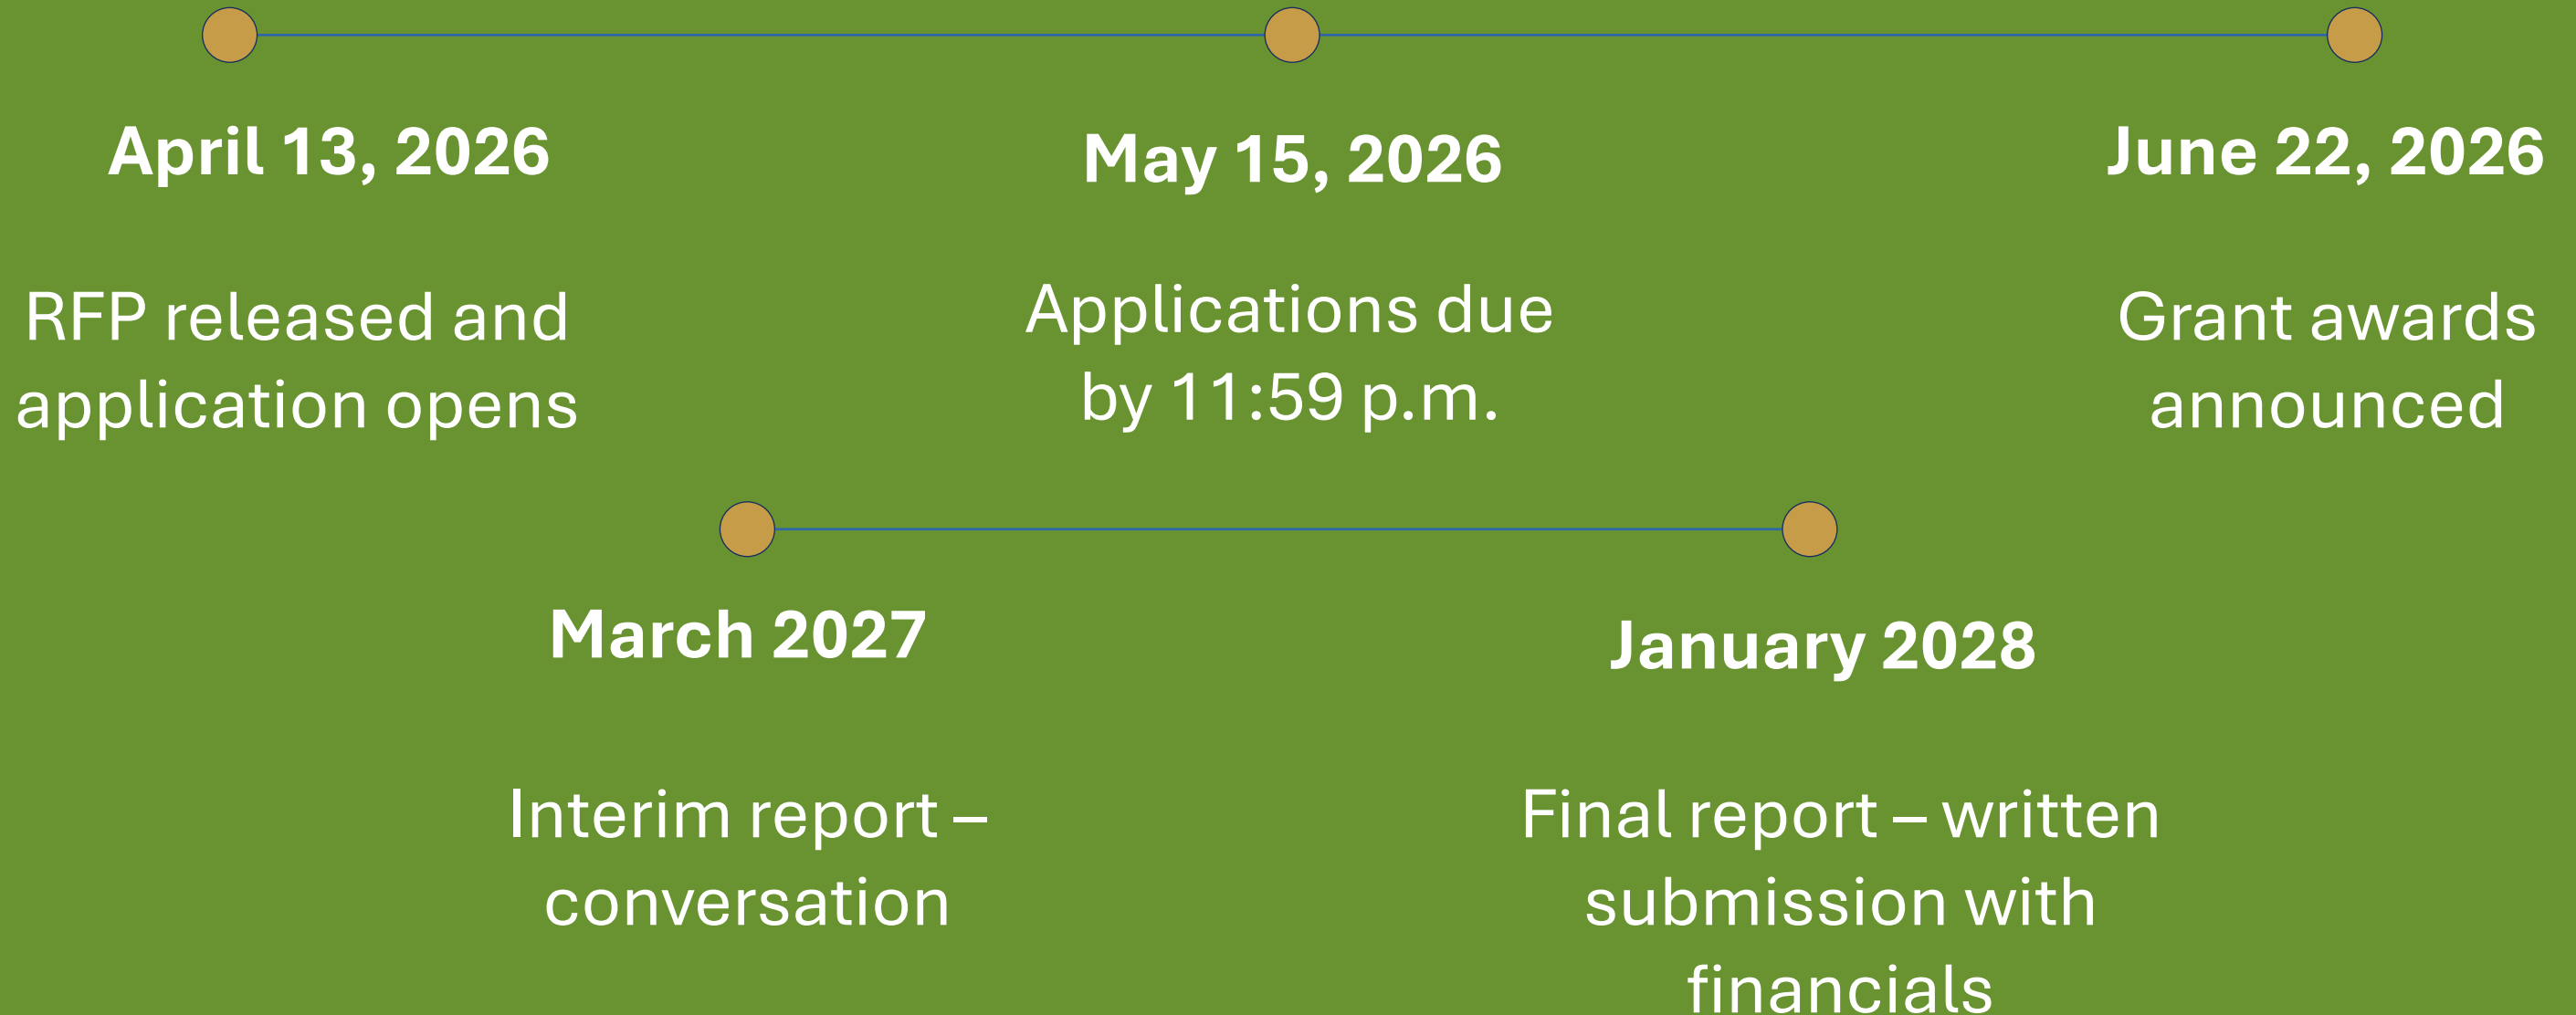 April 13, 2026
May 15, 2026
June 22, 2026
RFP released and
application opens
Applications due
by 11:59 p.m.
Grant awards
announced
March 2027
January 2028
Interim report –
conversation
Final report – written
submission with
financials